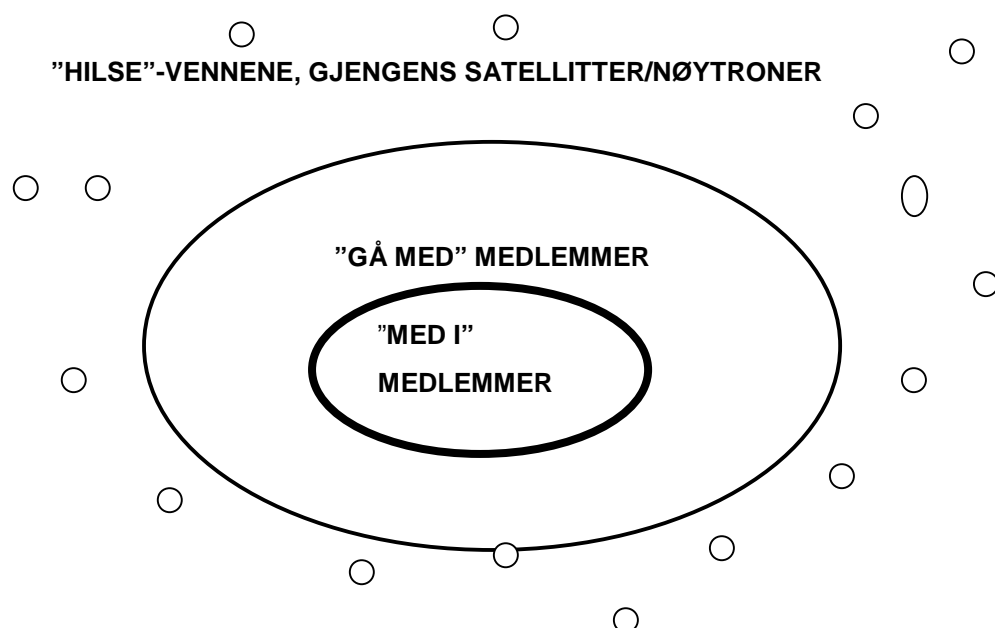 ”HILSE”-VENNENE, GJENGENS SATELLITTER/NØYTRONER
”GÅ MED” MEDLEMMER
”MED I”
MEDLEMMER